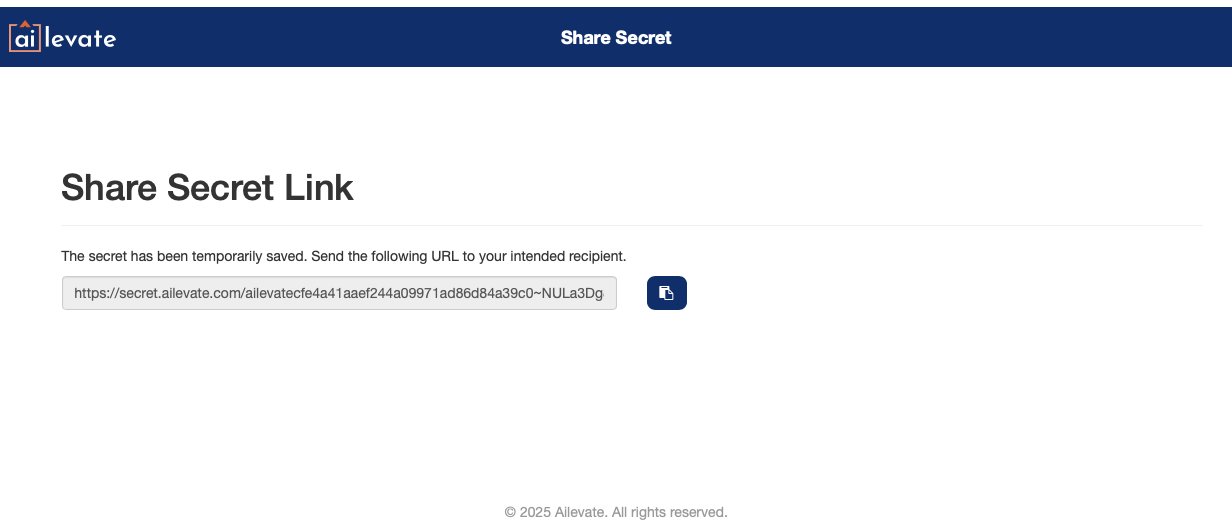 ailevate
Share Secret
Share Secret Link
The secret has been temporarily saved. Send the following URL to your intended recipient.
https://secret.ailevate.com/ailevatecfe4a41aaef244a09971ad86d84a39c0~NULa3Dg
© 2025 Ailevate. All rights reserved.